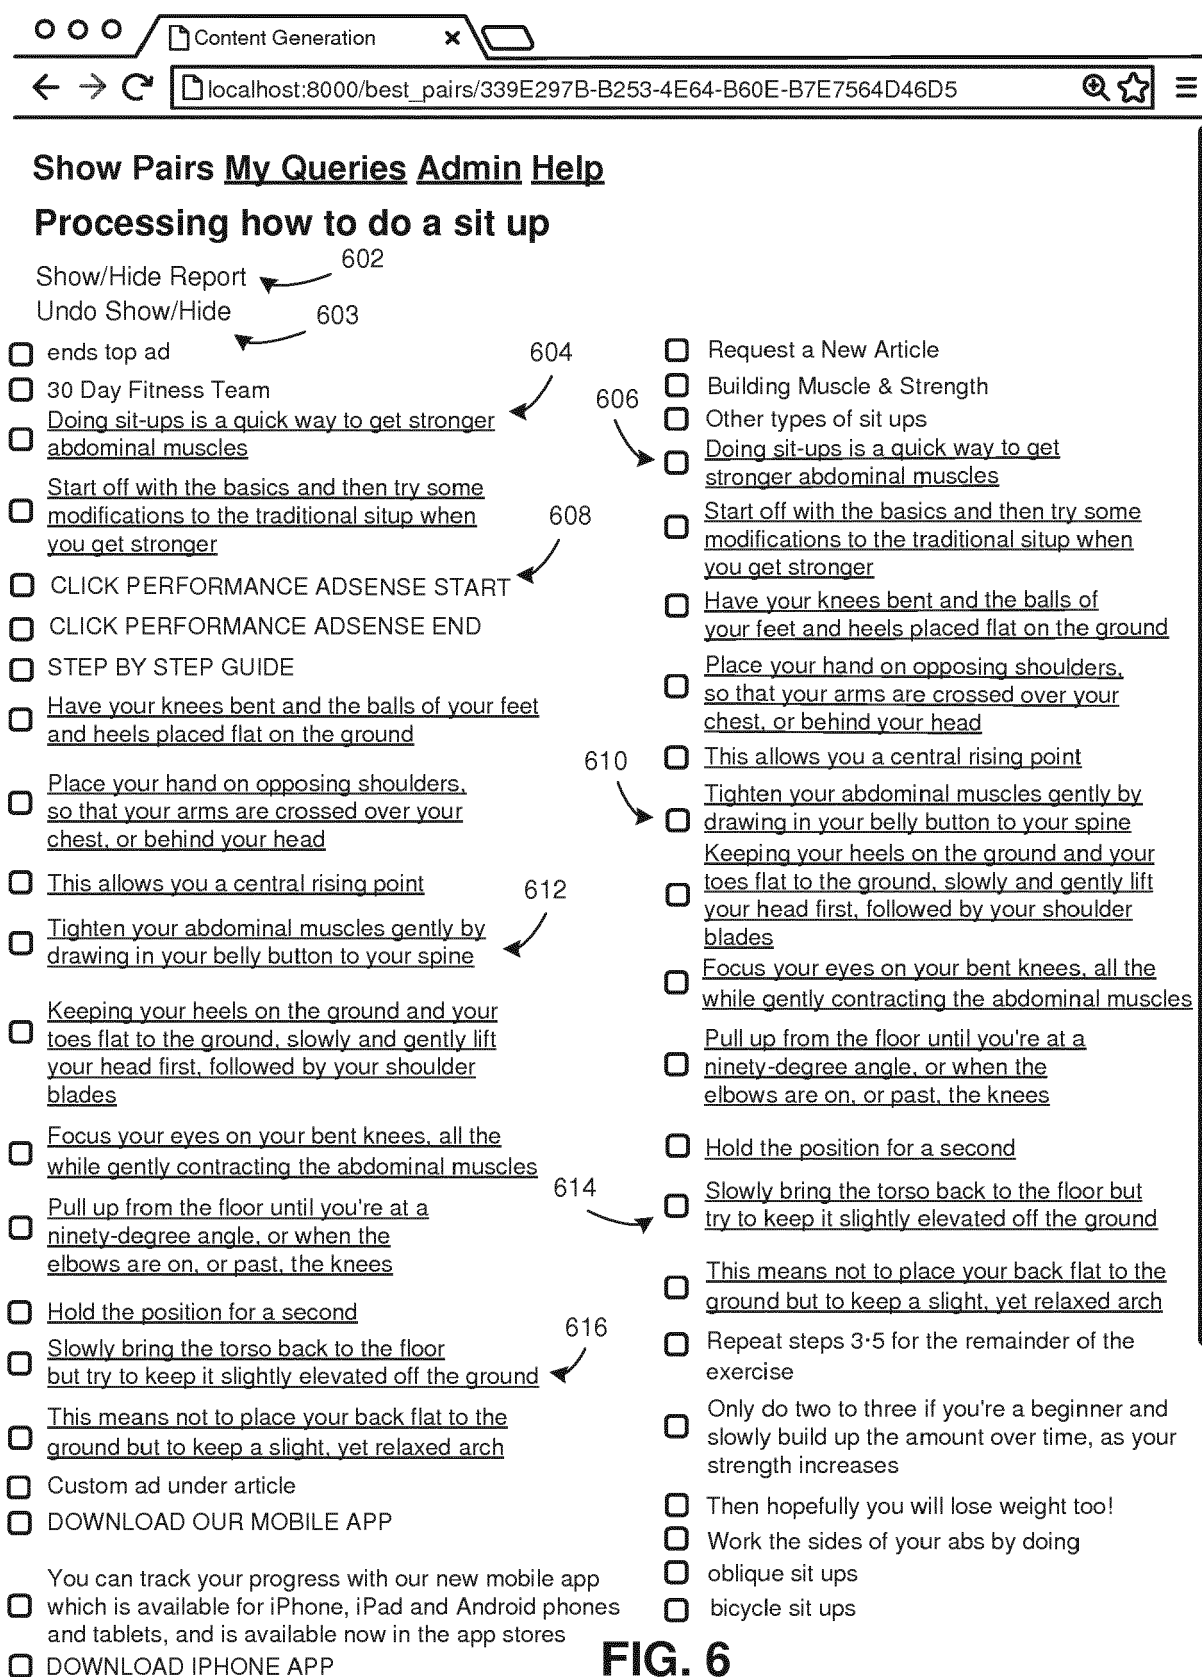 Content Generation
localhost:8000/best_pairs/339E297B-B253-4E64-B60E-B7E7564D46D5
Show Pairs My Queries Admin Help
Processing how to do a sit up
602
Show/Hide Report
Undo Show/Hide
603
ends top ad
604
30 Day Fitness Team
Doing sit-ups is a quick way to get stronger
abdominal muscles
Start off with the basics and then try some
modifications to the traditional situp when
you get stronger
608
CLICK PERFORMANCE ADSENSE START
CLICK PERFORMANCE ADSENSE END
STEP BY STEP GUIDE
Have your knees bent and the balls of your feet
and heels placed flat on the ground
Place your hand on opposing shoulders,
so that your arms are crossed over your
chest, or behind your head
This allows you a central rising point
612
Tighten your abdominal muscles gently by
drawing in your belly button to your spine
Keeping your heels on the ground and your
toes flat to the ground, slowly and gently lift
your head first, followed by your shoulder
blades
Focus your eyes on your bent knees, all the
while gently contracting the abdominal muscles
Pull up from the floor until you're at a
ninety-degree angle, or when the
elbows are on, or past, the knees
Hold the position for a second
616
Slowly bring the torso back to the floor
but try to keep it slightly elevated off the ground
This means not to place your back flat to the
ground but to keep a slight, yet relaxed arch
Custom ad under article
DOWNLOAD OUR MOBILE APP
You can track your progress with our new mobile app
which is available for iPhone, iPad and Android phones
and tablets, and is available now in the app stores
DOWNLOAD IPHONE APP
Request a New Article
Building Muscle & Strength
606
Other types of sit ups
Doing sit-ups is a quick way to get
stronger abdominal muscles
Start off with the basics and then try some
modifications to the traditional situp when
you get stronger
Have your knees bent and the balls of
your feet and heels placed flat on the ground
Place your hand on opposing shoulders,
so that your arms are crossed over your
chest, or behind your head
610
This allows you a central rising point
Tighten your abdominal muscles gently by
drawing in your belly button to your spine
Keeping your heels on the ground and your
toes flat to the ground, slowly and gently lift
your head first, followed by your shoulder
blades
Focus your eyes on your bent knees, all the
while gently contracting the abdominal muscles
Pull up from the floor until you're at a
ninety-degree angle, or when the
elbows are on, or past, the knees
Hold the position for a second
614
Slowly bring the torso back to the floor but
try to keep it slightly elevated off the ground
This means not to place your back flat to the
ground but to keep a slight, yet relaxed arch
Repeat steps 3·5 for the remainder of the
exercise
Only do two to three if you're a beginner and
slowly build up the amount over time, as your
strength increases
Then hopefully you will lose weight too!
Work the sides of your abs by doing
oblique sit ups
bicycle sit ups
FIG. 6